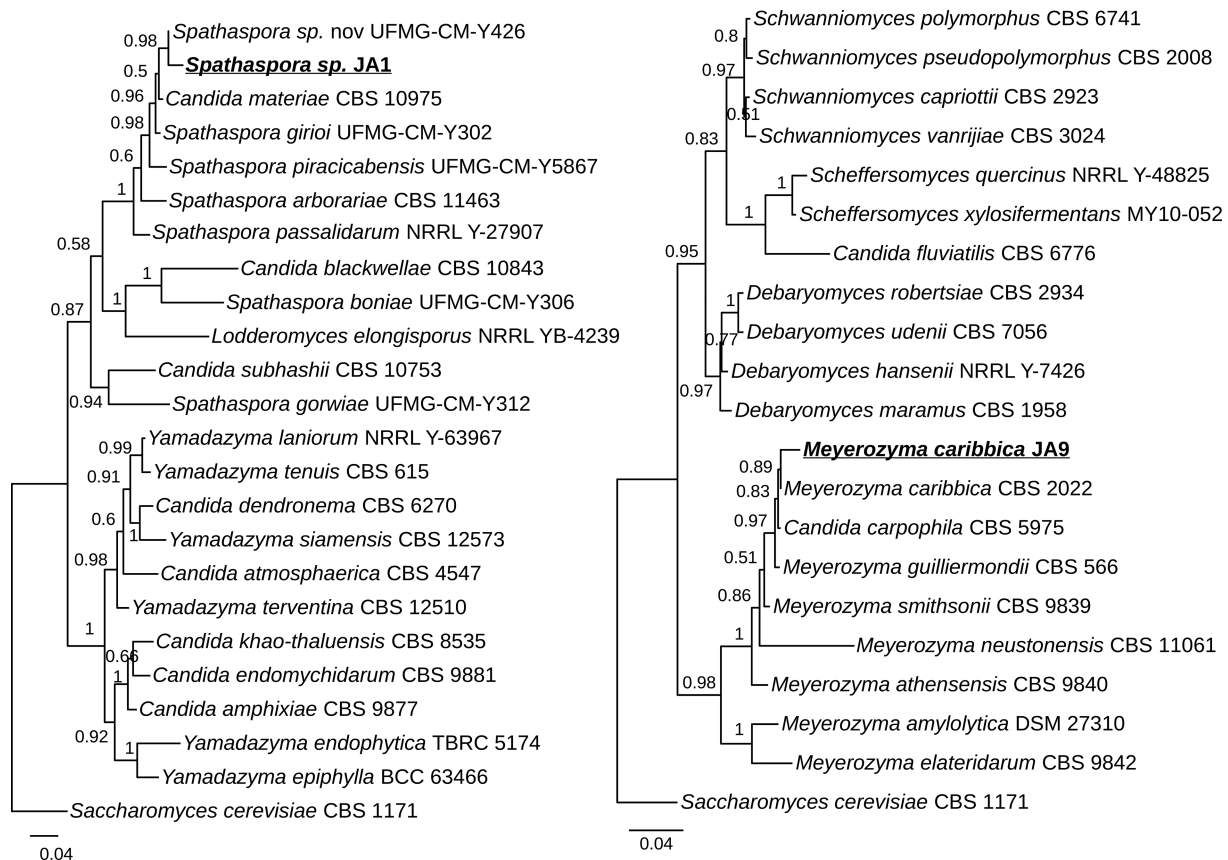 Spathaspora sp. nov UFMG-CM-Y426
0.98
Spathaspora sp. JA1
0.5
Candida materiae CBS 10975
0.96
0.98
Spathaspora girioi UFMG-CM-Y302
0.6
Spathaspora piracicabensis UFMG-CM-Y5867
1
Spathaspora arborariae CBS 11463
Spathaspora passalidarum NRRL Y-27907
0.58
Candida blackwellae CBS 10843
1
1
Spathaspora boniae UFMG-CM-Y306
0.87
Lodderomyces elongisporus NRRL YB-4239
Candida subhashii CBS 10753
0.94
Spathaspora gorwiae UFMG-CM-Y312
Yamadazyma laniorum NRRL Y-63967
0.99
Yamadazyma tenuis CBS 615
0.91
Candida dendronema CBS 6270
0.6
1
Yamadazyma siamensis CBS 12573
0.98
Candida atmosphaerica CBS 4547
Yamadazyma terventina CBS 12510
1
Candida khao-thaluensis CBS 8535
0.66
Candida endomychidarum CBS 9881
1
Candida amphixiae CBS 9877
0.92
Yamadazyma endophytica TBRC 5174
1
Yamadazyma epiphylla BCC 63466
Saccharomyces cerevisiae CBS 1171
0.04
Schwanniomyces polymorphus CBS 6741
0.8
Schwanniomyces pseudopolymorphus CBS 2008
0.97
Schwanniomyces capriottii CBS 2923
0.51
Schwanniomyces vanrijiae CBS 3024
0.83
Scheffersomyces quercinus NRRL Y-48825
1
Scheffersomyces xylosifermentans MY10-052
1
Candida fluviatilis CBS 6776
0.95
Debaryomyces robertsiae CBS 2934
1
Debaryomyces udenii CBS 7056
0.77
Debaryomyces hansenii NRRL Y-7426
0.97
Debaryomyces maramus CBS 1958
Meyerozyma caribbica JA9
0.89
Meyerozyma caribbica CBS 2022
0.83
0.97
Candida carpophila CBS 5975
0.51
Meyerozyma guilliermondii CBS 566
0.86
Meyerozyma smithsonii CBS 9839
1
Meyerozyma neustonensis CBS 11061
0.98
Meyerozyma athensensis CBS 9840
Meyerozyma amylolytica DSM 27310
1
Meyerozyma elateridarum CBS 9842
Saccharomyces cerevisiae CBS 1171
0.04